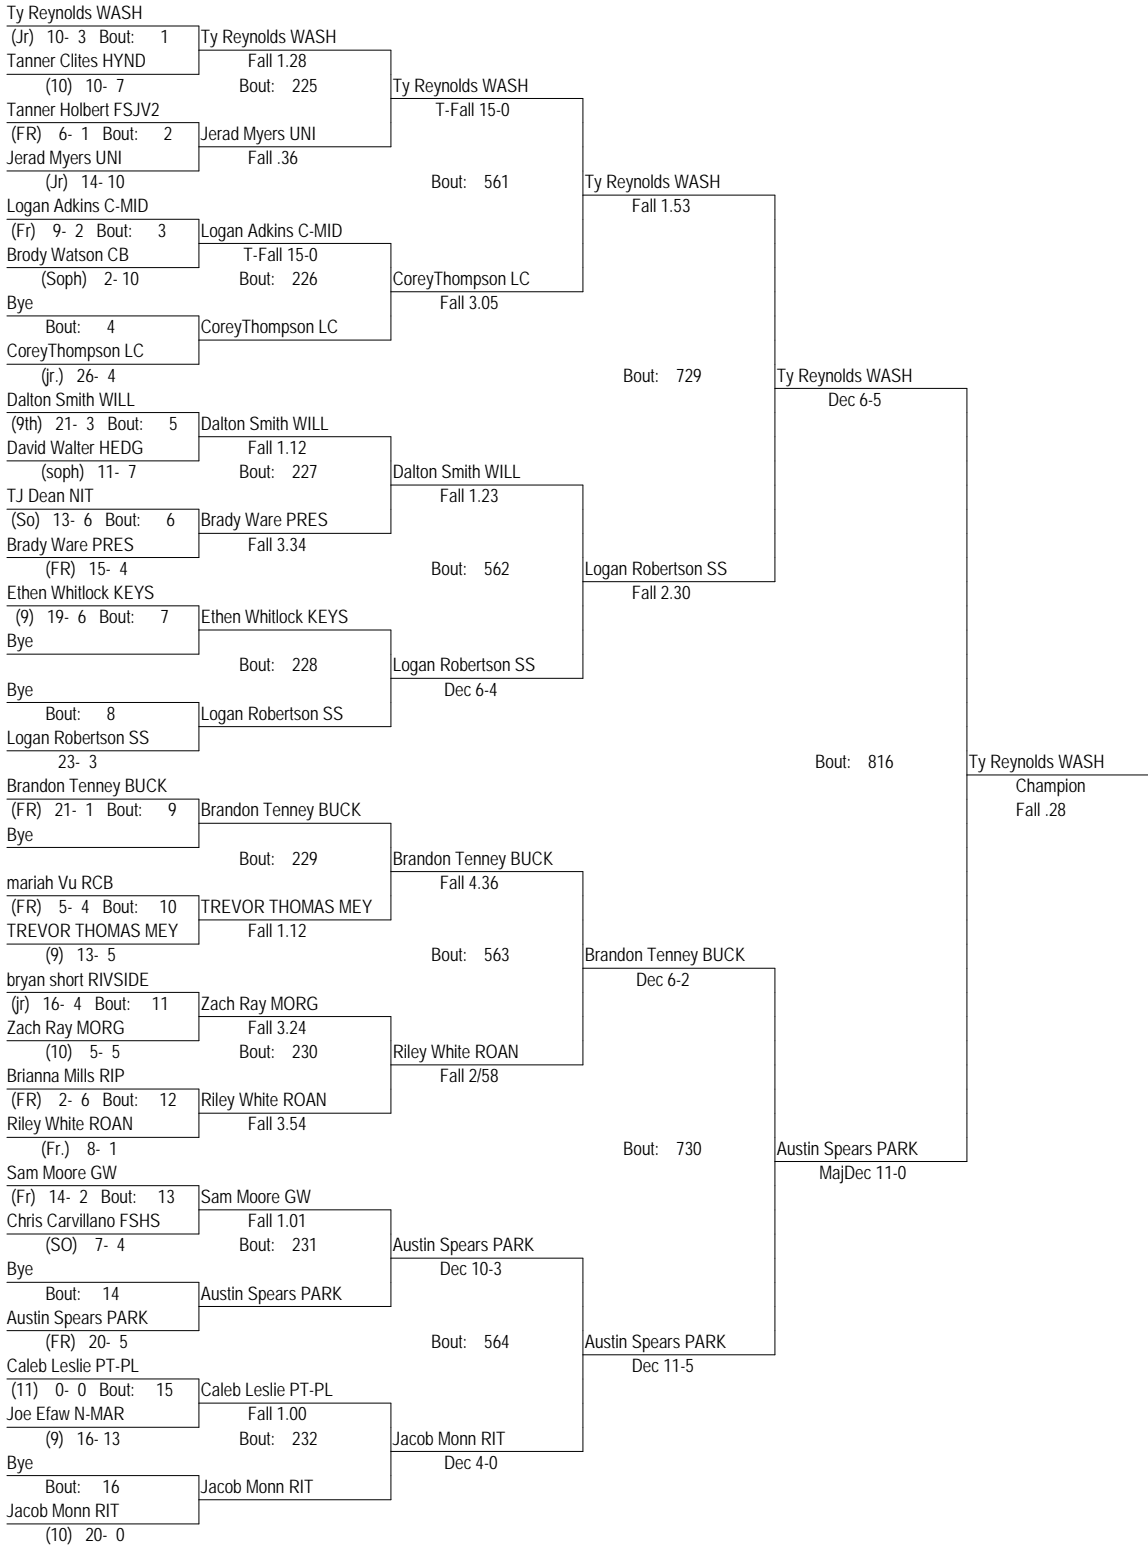 Ty Reynolds WASH
(Jr) 10- 3 Bout: 1 Ty Reynolds WASH
Tanner Clites HYND Fall 1.28
(10) 10- 7 Bout: 225 Ty Reynolds WASH
Tanner Holbert FSJV2 T-Fall 15-0
(FR) 6- 1 Bout: 2 Jerad Myers UNI
Jerad Myers UNI Fall .36
(Jr) 14- 10 Bout: 561 Ty Reynolds WASH
Logan Adkins C-MID Fall 1.53
(Fr) 9- 2 Bout: 3 Logan Adkins C-MID
Brody Watson CB T-Fall 15-0
(Soph) 2- 10 Bout: 226 CoreyThompson LC
Bye Fall 3.05
Bout: 4 CoreyThompson LC
CoreyThompson LC
(jr.) 26- 4 Bout: 729 Ty Reynolds WASH
Dalton Smith WILL Dec 6-5
(9th) 21- 3 Bout: 5 Dalton Smith WILL
David Walter HEDG Fall 1.12
(soph) 11- 7 Bout: 227 Dalton Smith WILL
TJ Dean NIT Fall 1.23
(So) 13- 6 Bout: 6 Brady Ware PRES
Brady Ware PRES Fall 3.34
(FR) 15- 4 Bout: 562 Logan Robertson SS
Ethen Whitlock KEYS Fall 2.30
(9) 19- 6 Bout: 7 Ethen Whitlock KEYS
Bye
Bout: 228 Logan Robertson SS
Bye Dec 6-4
Bout: 8 Logan Robertson SS
Logan Robertson SS
23- 3 Bout: 816 Ty Reynolds WASH
Brandon Tenney BUCK Champion
(FR) 21- 1 Bout: 9 Brandon Tenney BUCK Fall .28
Bye
Bout: 229 Brandon Tenney BUCK
mariah Vu RCB Fall 4.36
(FR) 5- 4 Bout: 10 TREVOR THOMAS MEY
TREVOR THOMAS MEY Fall 1.12
(9) 13- 5 Bout: 563 Brandon Tenney BUCK
bryan short RIVSIDE Dec 6-2
(jr) 16- 4 Bout: 11 Zach Ray MORG
Zach Ray MORG Fall 3.24
(10) 5- 5 Bout: 230 Riley White ROAN
Brianna Mills RIP Fall 2/58
(FR) 2- 6 Bout: 12 Riley White ROAN
Riley White ROAN Fall 3.54
(Fr.) 8- 1 Bout: 730 Austin Spears PARK
Sam Moore GW MajDec 11-0
(Fr) 14- 2 Bout: 13 Sam Moore GW
Chris Carvillano FSHS Fall 1.01
(SO) 7- 4 Bout: 231 Austin Spears PARK
Bye Dec 10-3
Bout: 14 Austin Spears PARK
Austin Spears PARK
(FR) 20- 5 Bout: 564 Austin Spears PARK
Caleb Leslie PT-PL Dec 11-5
(11) 0- 0 Bout: 15 Caleb Leslie PT-PL
Joe Efaw N-MAR Fall 1.00
(9) 16- 13 Bout: 232 Jacob Monn RIT
Bye Dec 4-0
Bout: 16 Jacob Monn RIT
Jacob Monn RIT
(10) 20- 0